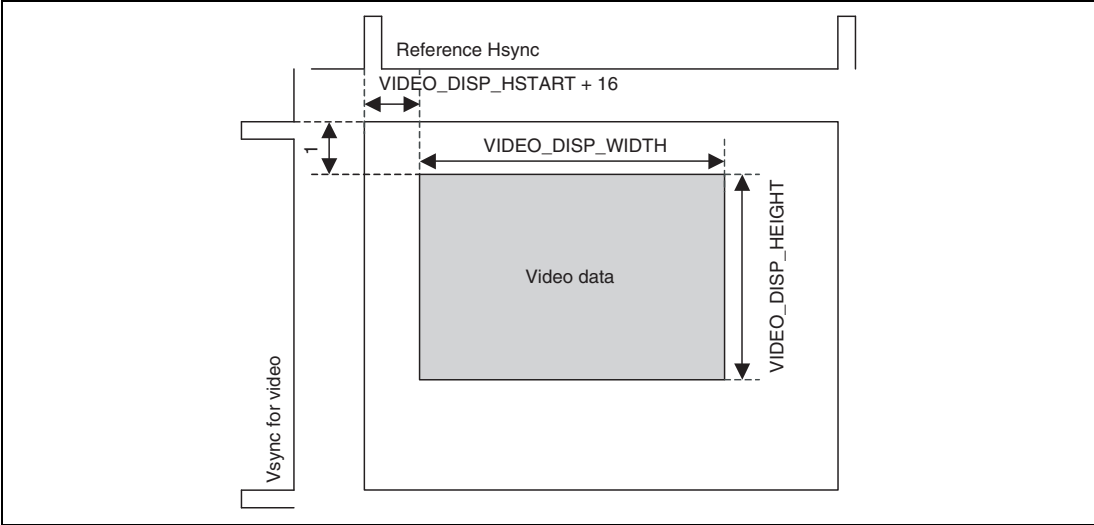 Reference Hsync
VIDEO_DISP_HSTART + 16
1
VIDEO_DISP_WIDTH
VIDEO_DISP_HEIGHT
Video data
Vsync for video